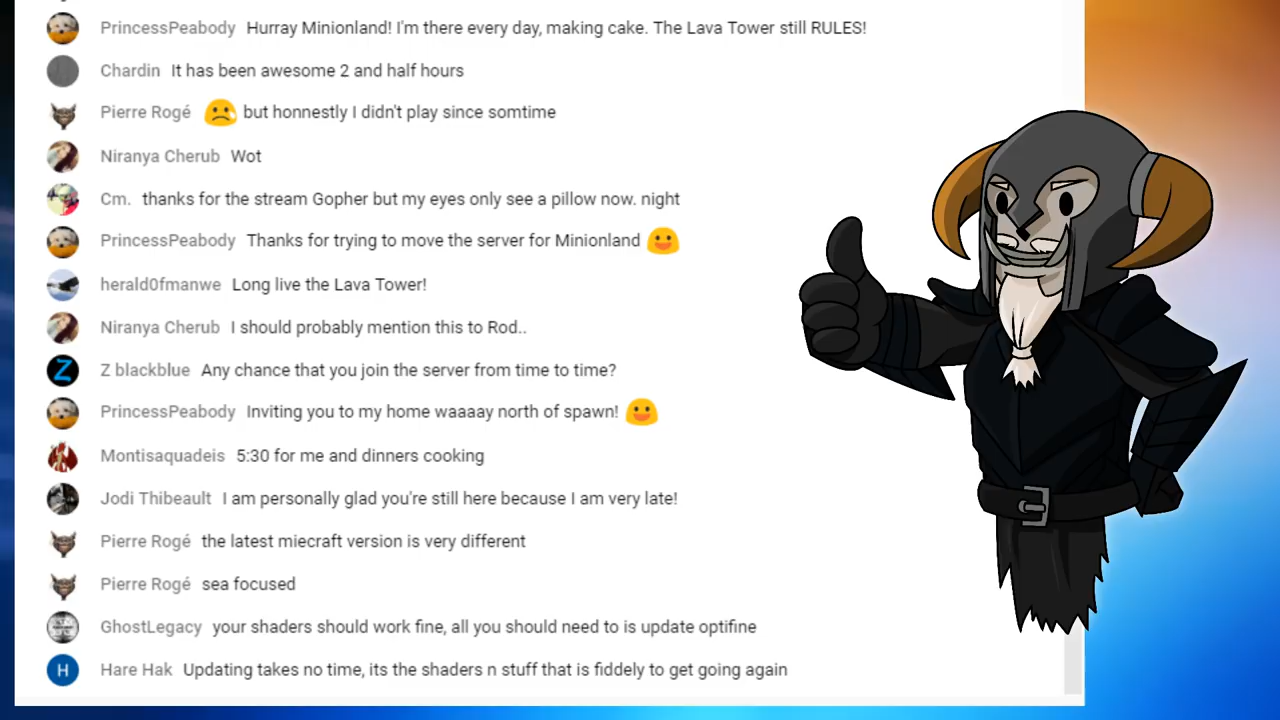 PrincessPeabody Hurray Minionland! I'm there every day, making cake. The Lava Tower still RULES!
Chardin It has been awesome 2 and half hours
Pierre Rogé but honnestly I didn't play since somtime
Niranya Cherub Wot
Cm. thanks for the stream Gopher but my eyes only see a pillow now. night
PrincessPeabody Thanks for trying to move the server for Minionland
herald0fmanwe Long live the Lava Tower!
Niranya Cherub I should probably mention this to Rod..
Z
Z blackblue Any chance that you join the server from time to time?
PrincessPeabody Inviting you to my home waaaay north of spawn!
Montisaquadeis 5:30 for me and dinners cooking
Jodi Thibeault I am personally glad you're still here because I am very late!
Pierre Rogé the latest miecraft version is very different
Pierre Rogé sea focused
GhostLegacy your shaders should work fine, all you should need to is update optifine
H
Hare Hak Updating takes no time, its the shaders n stuff that is fiddely to get going again